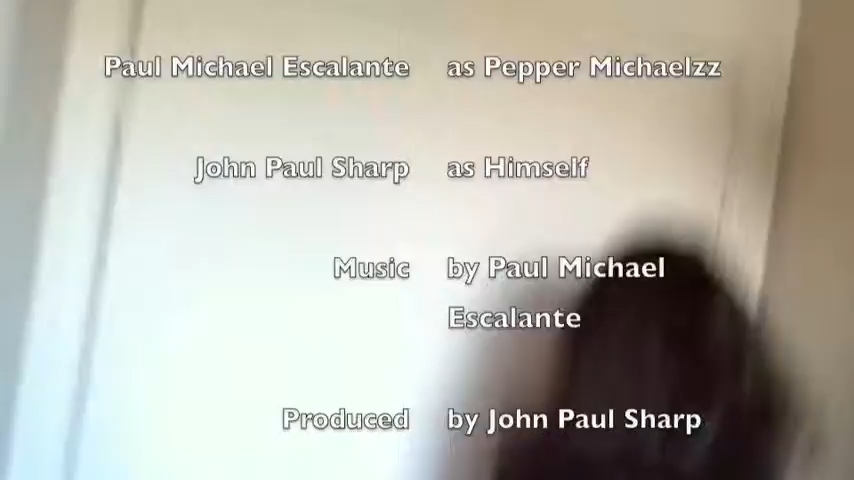 Paul Michael Escalante as Pepper Michaelzz
John Paul Sharp as Himself
Music by Paul Michael
Escalante
Produced by John Paul Sharp